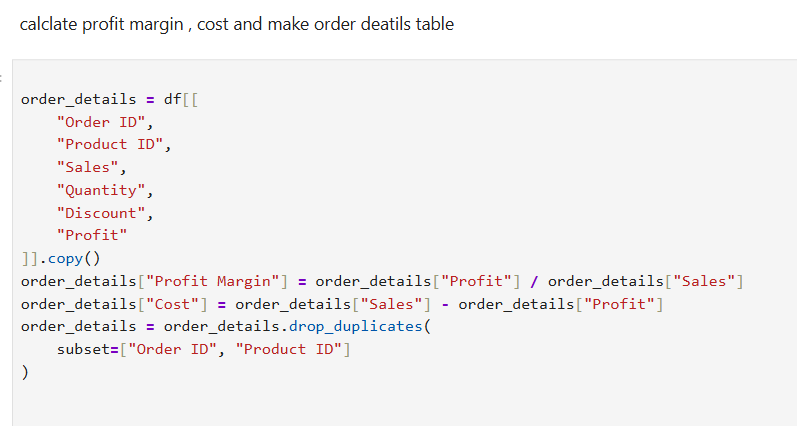 calclate profit margin , cost and make order deatils table
order_details = df[[
"Order ID",
"Product ID",
"Sales",
"Quantity",
"Discount",
"Profit"
]].copy()
order_details["Profit Margin"] = order_details["Profit"] / order_details["Sales"]
order_details["Cost"] = order_details["Sales"] - order_details["Profit"]
order_details = order_details.drop_duplicates(
subset=["Order ID", "Product ID"]
)